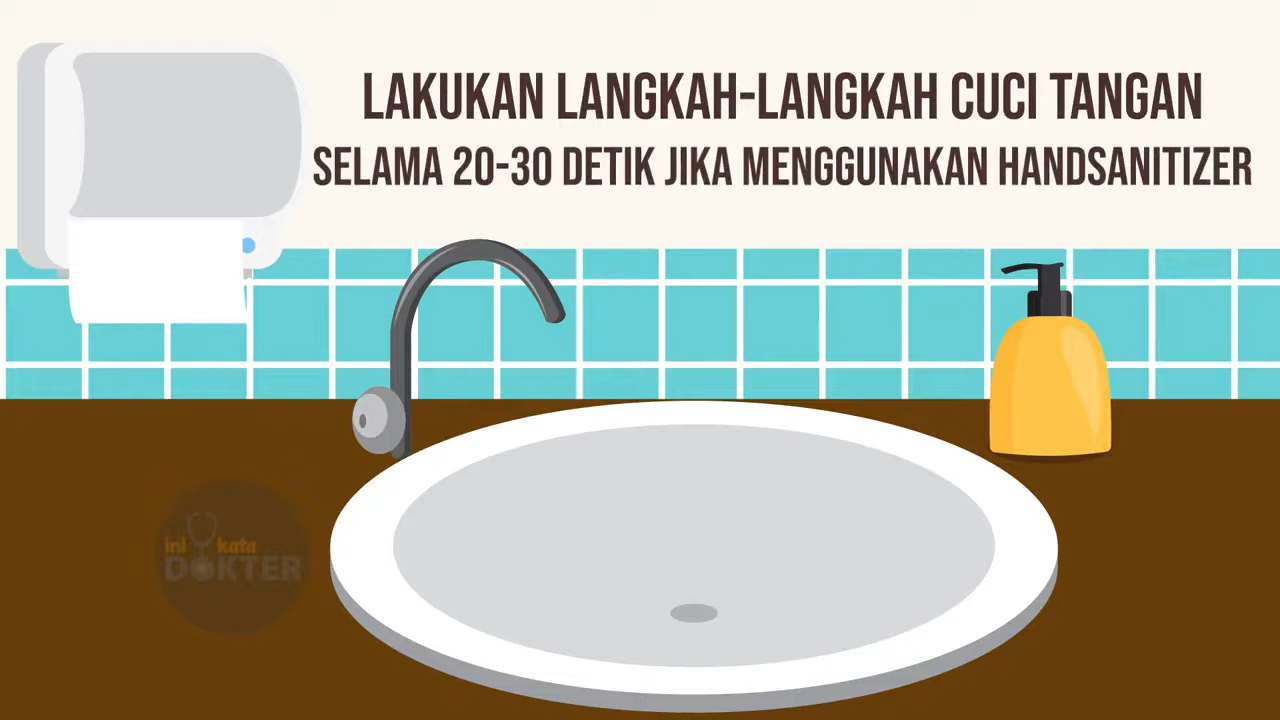 LAKUKAN LANGKAH-LANGKAH CUCI TANGAN
SELAMA 20-30 DETIK JIKA MENGGUNAKAN HANDSANITIZER
ini kata
DOKTER